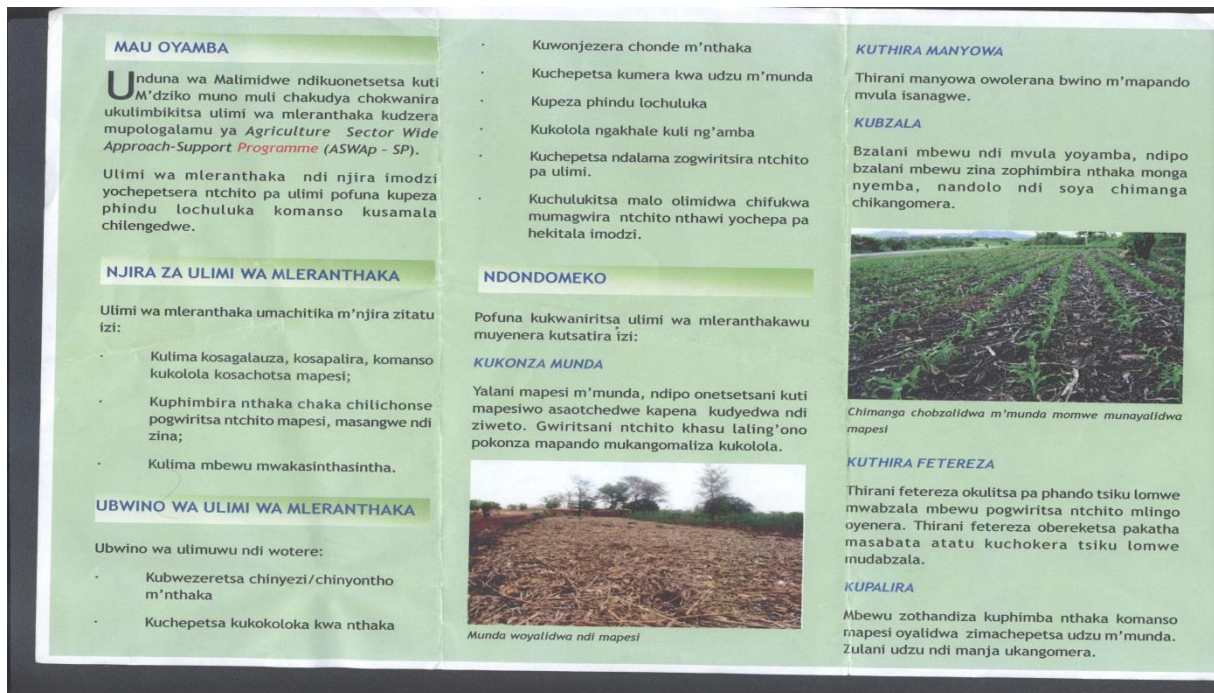 MAU OYAMBA
Unduna wa Malimidwe ndikuonetsetsa kuti
M'dziko muno muli chakudya chokwanira
ukulimbikitsa ulimi wa mleranthaka kudzera
mupologalamu ya Agriculture Sector Wide
Approach-Support Programme (ASWAp - SP).
Ulimi wa mleranthaka ndi njira imodzi
yochepetsera ntchito pa ulimi pofuna kupeza
phindu lochuluka komanso kusamala
chilengedwe.
NJIRA ZA ULIMI WA MLERANTHAKA
Ulimi wa mleranthaka umachitika m'njira zitatu
izi:
· Kulima kosagalauza, kosapalira, komanso
kukolola kosachotsa mapesi;
· Kuphimbira nthaka chaka chilichonse
pogwiritsa ntchito mapesi, masangwe ndi
zina;
· Kulima mbewu mwakasinthasintha.
UBWINO WA ULIMI WA MLERANTHAKA
Ubwino wa ulimuwu ndi wotere:
· Kubwezeretsa chinyezi/chinyontho
m'nthaka
· Kuchepetsa kukokoloka kwa nthaka
· Kuwonjezera chonde m'nthaka
· Kuchepetsa kumera kwa udzu m'munda
· Kupeza phindu lochuluka
· Kukolola ngakhale kuli ng'amba
· Kuchepetsa ndalama zogwiritsira ntchito
pa ulimi.
· Kuchulukitsa malo olimidwa chifukwa
mumagwira ntchito nthawi yochepa pa
hekitala imodzi.
NDONDOMEKO
Pofuna kukwaniritsa ulimi wa mleranthakawu
muyenera kutsatira izi:
KUKONZA MUNDA
Yalani mapesi m'munda, ndipo onetsetsani kuti
mapesiwo asaotchedwe kapena kudyedwa ndi
ziweto. Gwiritsani ntchito khasu laling'ono
pokonza mapando mukangomaliza kukolola.
Munda woyalidwa ndi mapesi
KUTHIRA MANYOWA
Thirani manyowa owolerana bwino m'mapando
mvula isanagwe.
KUBZALA
Bzalani mbewu ndi mvula yoyamba, ndipo
bzalani mbewu zina zophimbira nthaka monga
nyemba, nandolo ndi soya chimanga
chikangomera.
Chimanga chobzalidwa m'munda momwe munayalidwa
mapesi
KUTHIRA FETEREZA
Thirani fetereza okulitsa pa phando tsiku lomwe
mwabzala mbewu pogwiritsa ntchito mlingo
oyenera. Thirani fetereza obereketsa pakatha
masabata atatu kuchokera tsiku lomwe
mudabzala.
KUPALIRA
Mbewu zothandiza kuphimba nthaka komanso
mapesi oyalidwa zimachepetsa udzu m'munda.
Zulani udzu ndi manja ukangomera.